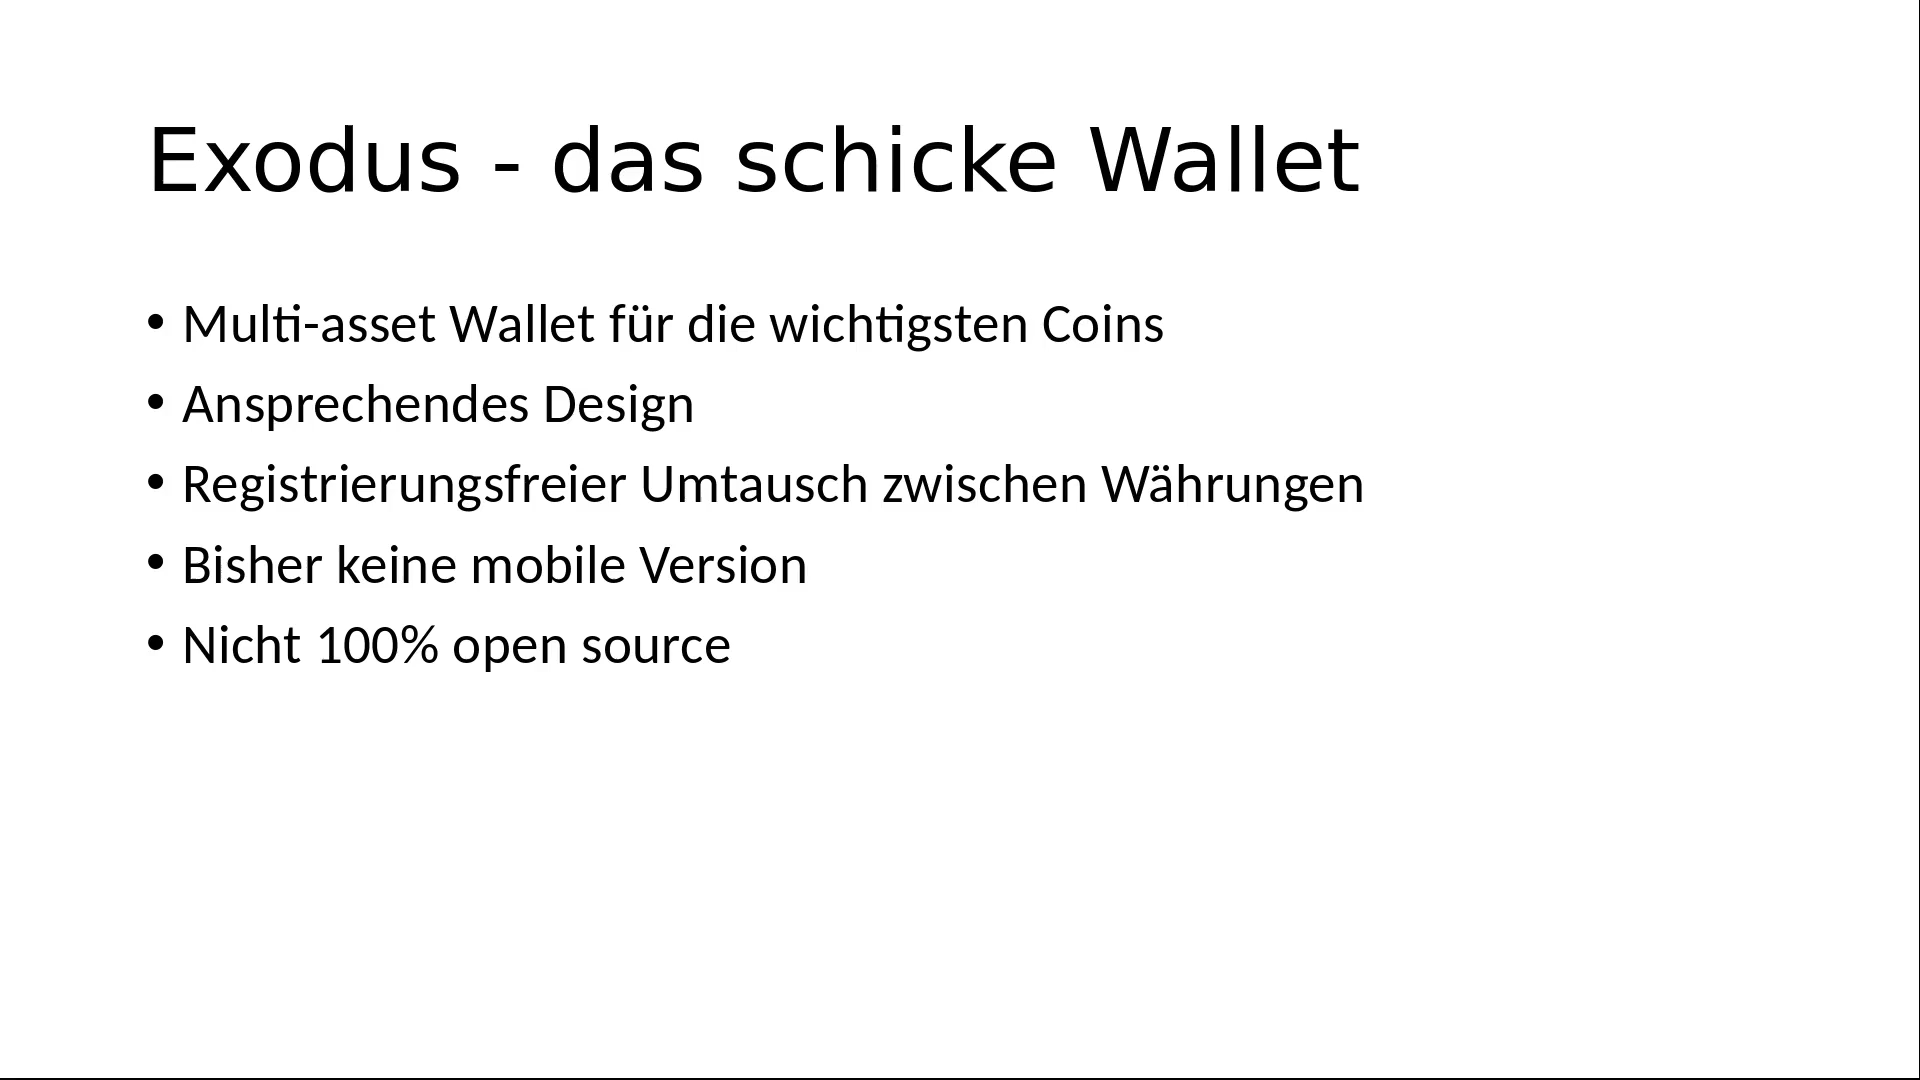 Exodus - das schicke Wallet
• Multi-asset Wallet für die wichtigsten Coins
• Ansprechendes Design
• Registrierungsfreier Umtausch zwischen Währungen
• Bisher keine mobile Version
• Nicht 100% open source